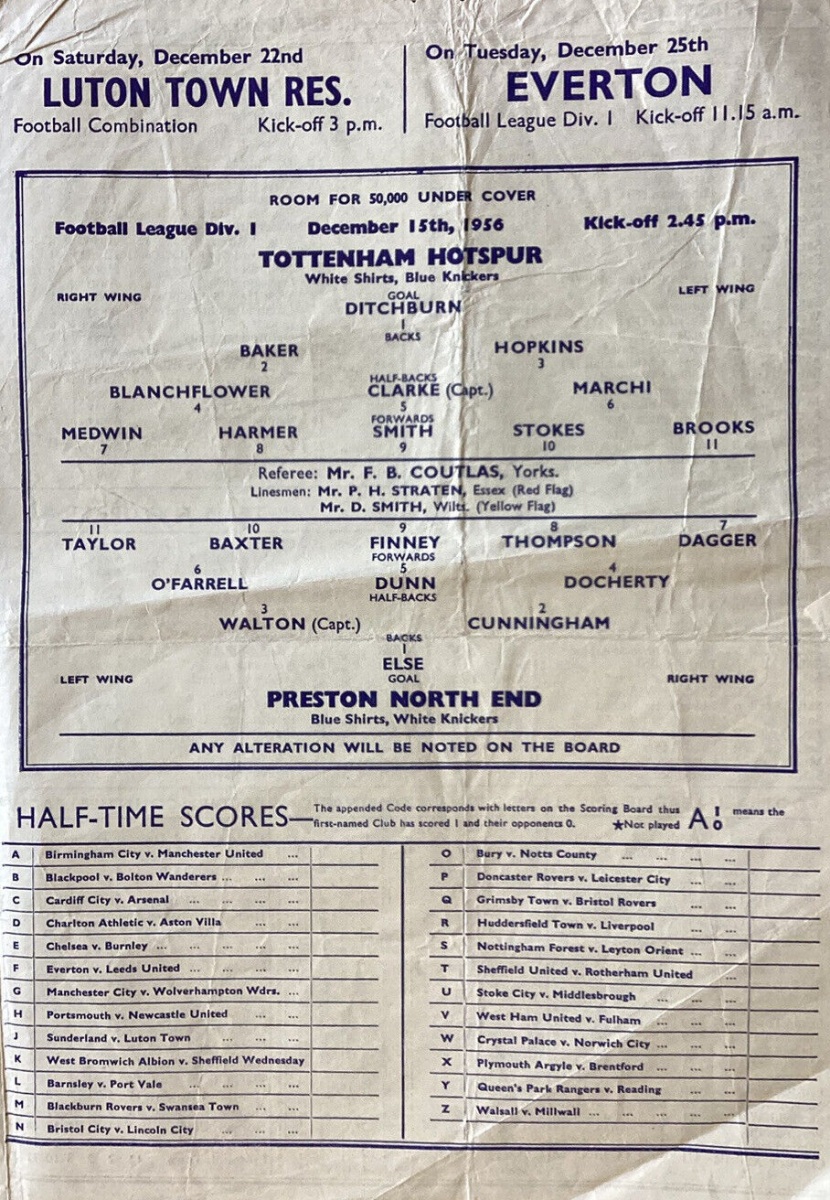 On Saturday, December 22nd
LUTON TOWN RES.
Football Combination Kick-off 3 p.m.
On Tuesday, December 25th
EVERTON
Football League Div. 1 Kick-off 11.15 a.m.
ROOM FOR 50,000 UNDER COVER
Football League Div. 1 December 15th, 1956 Kick-off 2.45 p.m.
TOTTENHAM HOTSPUR
White Shirts, Blue Knickers
RIGHT WING GOAL LEFT WING
DITCHBURN
1
BACKS
BAKER HOPKINS
2 3
HALF-BACKS
BLANCHFLOWER CLARKE (Capt.) MARCHI
4 5 6
FORWARDS
MEDWIN HARMER SMITH STOKES BROOKS
7 8 9 10 11
Referee: Mr. F. B. COUTLAS, Yorks.
Linesmen: Mr. P. H. STRATEN, Essex (Red Flag)
Mr. D. SMITH, Wilts. (Yellow Flag)
11 10 9 8 7
TAYLOR BAXTER FINNEY THOMPSON DAGGER
FORWARDS
6 5 4
O'FARRELL DUNN DOCHERTY
HALF-BACKS
3 2
WALTON (Capt.) CUNNINGHAM
BACKS
1
ELSE
LEFT WING GOAL RIGHT WING
PRESTON NORTH END
Blue Shirts, White Knickers
ANY ALTERATION WILL BE NOTED ON THE BOARD
HALF-TIME SCORES— The appended Code corresponds with letters on the Scoring Board thus A 1 0 means the
first-named Club has scored 1 and their opponents 0. ★Not played
A Birmingham City v. Manchester United ...
B Blackpool v. Bolton Wanderers ... ... ...
C Cardiff City v. Arsenal ... ... ... ...
D Charlton Athletic v. Aston Villa ... ...
E Chelsea v. Burnley ... ... ... ... ...
F Everton v. Leeds United ... ... ... ...
G Manchester City v. Wolverhampton Wdrs. ...
H Portsmouth v. Newcastle United ... ...
J Sunderland v. Luton Town ... ...
K West Bromwich Albion v. Sheffield Wednesday
L Barnsley v. Port Vale ... ... ... ...
M Blackburn Rovers v. Swansea Town ... ...
N Bristol City v. Lincoln City ... ... ...
O Bury v. Notts County ... ... ... ...
P Doncaster Rovers v. Leicester City ... ...
Q Grimsby Town v. Bristol Rovers ... ...
R Huddersfield Town v. Liverpool ... ...
S Nottingham Forest v. Leyton Orient ... ...
T Sheffield United v. Rotherham United ...
U Stoke City v. Middlesbrough ... ... ...
V West Ham United v. Fulham ... ... ...
W Crystal Palace v. Norwich City ... ... ...
X Plymouth Argyle v. Brentford ... ... ...
Y Queen's Park Rangers v. Reading ... ...
Z Walsall v. Millwall ... ... ... ... ...